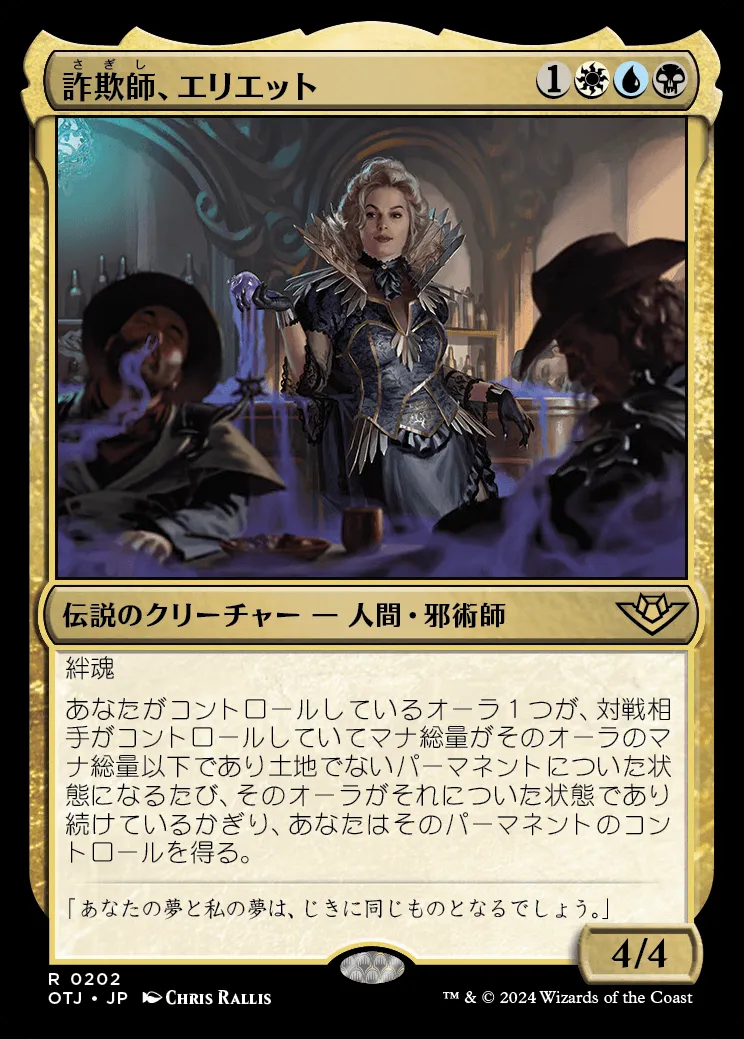 さぎし
詐欺師、エリエット
1
伝説のクリーチャー — 人間・邪術師
絆魂
あなたがコントロールしているオーラ1つが、対戦相
手がコントロールしていてマナ総量がそのオーラのマ
ナ総量以下であり土地でないパーマネントについた状
態になるたび、そのオーラがそれについた状態であり
続けているかぎり、あなたはそのパーマネントのコン
トロールを得る。
「あなたの夢と私の夢は、じきに同じものとなるでしょう。」
4/4
R 0202
OTJ • JP CHRIS RALLIS
™ & © 2024 Wizards of the Coast